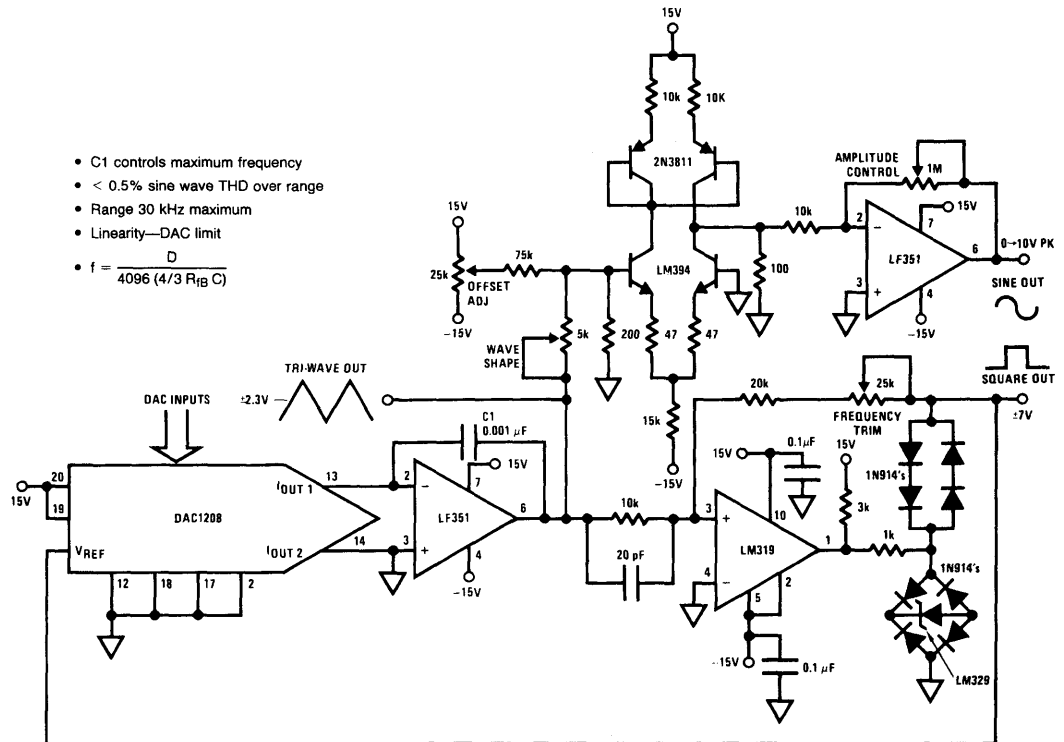 15V
10k
10K
2N3811
• C1 controls maximum frequency
• < 0.5% sine wave THD over range
• Range 30 kHz maximum
• Linearity—DAC limit
• f = D / 4096 (4/3 RfB C)
AMPLITUDE
CONTROL
1M
15V
10k
2
7
LF351
6
0→10V PK
3
4
-15V
SINE OUT
100
15V
25k
75k
OFFSET
ADJ
-15V
LM394
5k
200
47
47
WAVE
SHAPE
TRI-WAVE OUT
±2.3V
15k
-15V
20k
25k
FREQUENCY
TRIM
SQUARE OUT
±7V
DAC INPUTS
C1
0.001 µF
15V
20
19
DAC1208
VREF
IOUT 1
13
IOUT 2
14
12
18
17
2
2
7
15V
LF351
6
3
4
-15V
10k
20 pF
15V
0.1µF
15V
3k
1N914's
3
10
LM319
1
1k
4
5
2
-15V
0.1 µF
1N914's
LM329